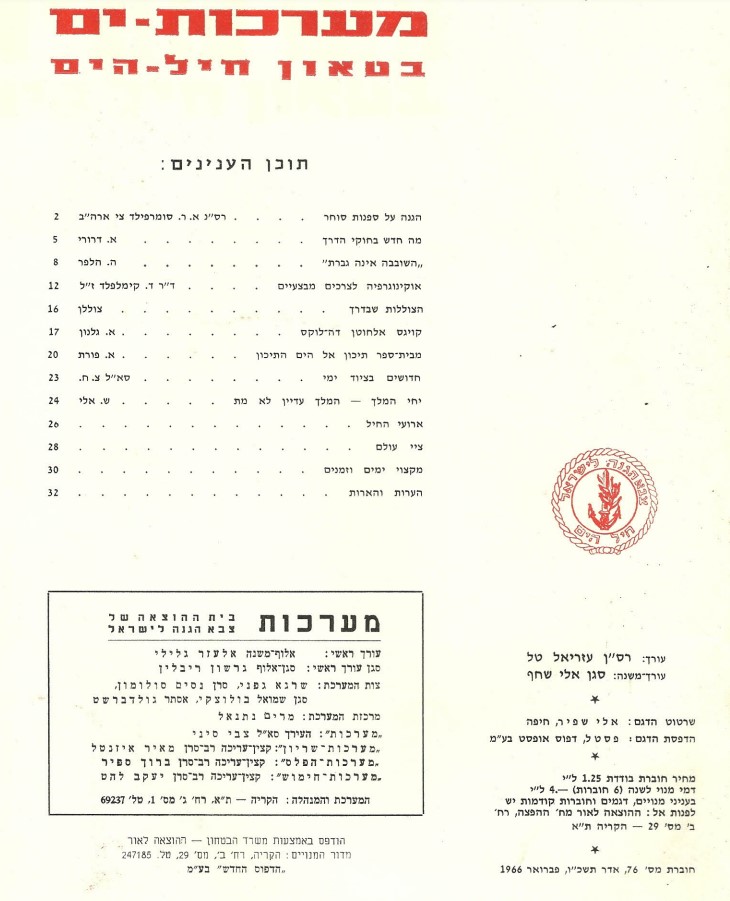 מערכות-ים
בטאון חיל-הים
תוכן הענינים:
הגנה על ספנות סוחר . . . . רס״נ א. ר. סומרפילד צי ארה״ב 2
מה חדש בחוקי הדרך . . . . . . . . א. דרורי 5
„השובבה אינה גברת״ . . . . . . . . ה. הלפר 8
אוקינוגרפיה לצרכים מבצעיים . . . . ד״ר ד. קימלפלד ז״ל 12
הצוללות שבדרך . . . . . . . . . . צוללן 16
קויגס אלחוטן דה־לוקס . . . . . . . . א. גלנון 17
מבית־ספר תיכון אל הים התיכון . . . . . . א. פורת 20
חדושים בציוד ימי . . . . . . . . סא״ל צ. ח. 23
יחי המלך — המלך עדיין לא מת . . . . . ש. אלי 24
ארועי החיל . . . . . . . . . . . . . 26
ציי עולם . . . . . . . . . . . . . 28
מקצוי ימים וזמנים . . . . . . . . . . . 30
הערות והארות . . . . . . . . . . . . 32
צבא הגנה לישראל
חיל הים
מערכות
בית ההוצאה של
צבא הגנה לישראל
עורך ראשי: אלוף־משנה אלעזר גלילי
סגן עורך ראשי: סגן־אלוף גרשון ריבלין
צות המערכת: שרגא גפני, סרן נסים סולומון,
סגן שמואל בולוצקי, אסתר גולדברשט
מרכזת המערכת: מרים נתנאל
„מערכות״: העירך סא״ל צבי סיני
„מערכות־שריון״: קצין־עריכה רב־סרן מאיר איזנטל
„מערכות־הפלס״: קצין־עריכה רב־סרן ברוך ספיר
„מערכות־חימוש״: קצין־עריכה רב־סרן יעקב להט
המערכת והמנהלה: הקריה — ת״א, רח׳ ג׳ מס׳ 1, טל׳ 69237
הודפס באמצעות משרד הבטחון — ההוצאה לאור
מדור המנויים: הקריה, רח׳ ב׳, מס׳ 29, טל. 247185
„הדפוס החדש״ בע״מ
עורך: רס״ן עזריאל טל
עורך־משנה: סגן אלי שחף
שרטוט הדגם: אלי שפיר, חיפה
הדפסת הדגם: פסטל, דפוס אופסט בע״מ
מחיר חוברת בודדת 1.25 ל״י
דמי מנוי לשנה (6 חוברות) 4.— ל״י
בעניני מנויים, דגמים וחוברות קודמות יש
לפנות אל: ההוצאה לאור מח׳ ההפצה, רח׳
ב׳ מס׳ 29 — הקריה ת״א
חוברת מס׳ 76, אדר תשכ״ו, פברואר 1966